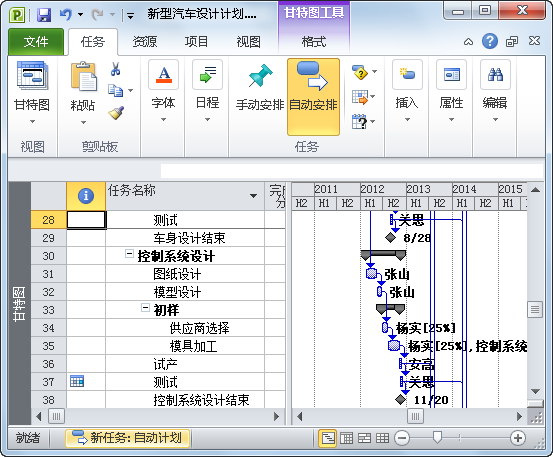 新型汽车设计计划....
甘特图工具
文件
任务
资源
项目
视图
格式
甘特图
粘贴
字体
日程
手动安排
自动安排
插入
属性
编辑
视图
剪贴板
任务
任务名称
2011
2012
2013
2014
2015
H2 H1 H2 H1 H2 H1 H2 H1 H2
28 测试 关思
29 车身设计结束 8/28
30 控制系统设计
31 图纸设计 张山
32 模型设计 张山
33 初样
34 供应商选择 杨实[25%]
35 模具加工 杨实[25%],控制系统
36 试产 安高
37 测试 关思
38 控制系统设计结束 11/20
甘特图
就绪
新任务: 自动计划